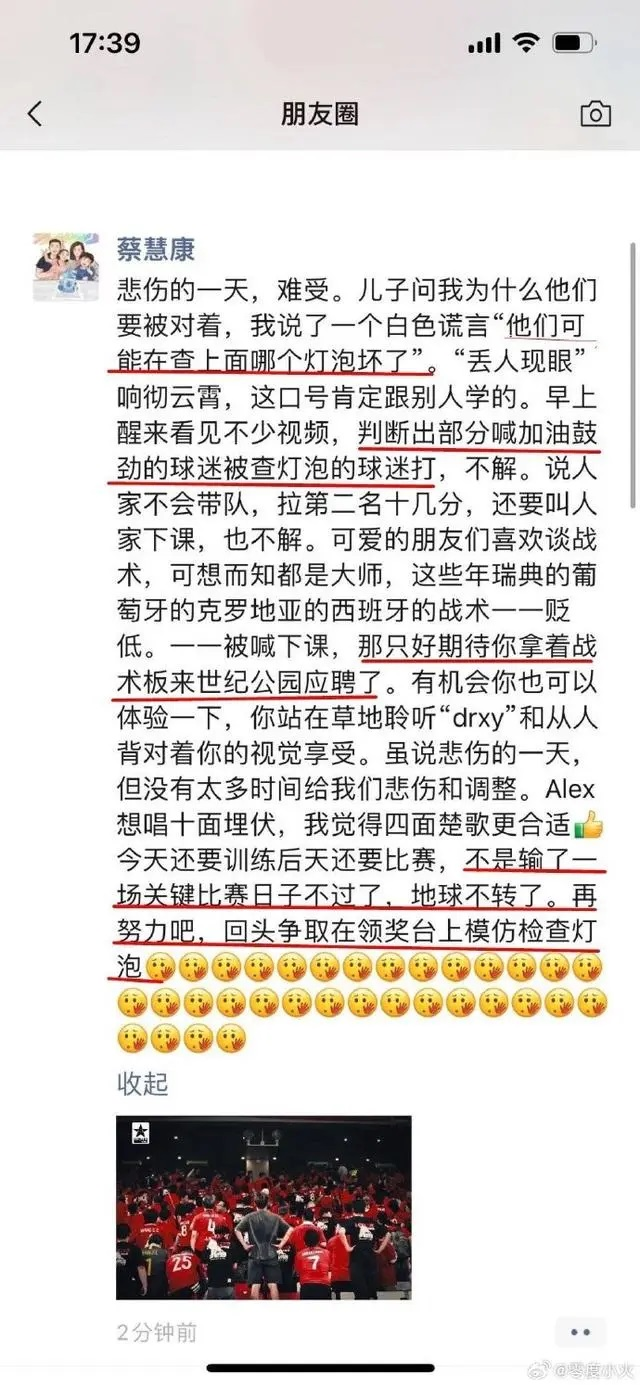 17:39
朋友圈
蔡慧康
悲伤的一天，难受。儿子问我为什么他们
要被对着，我说了一个白色谎言“他们可
能在查上面哪个灯泡坏了”。“丢人现眼”
响彻云霄，这口号肯定跟别人学的。早上
醒来看见不少视频，判断出部分喊加油鼓
劲的球迷被查灯泡的球迷打，不解。说人
家不会带队，拉第二名十几分，还要叫人
家下课，也不解。可爱的朋友们喜欢谈战
术，可想而知都是大师，这些年瑞典的葡
萄牙的克罗地亚的西班牙的战术一一贬
低。一一被喊下课，那只好期待你拿着战
术板来世纪公园应聘了。有机会你也可以
体验一下，你站在草地聆听“drxy”和从人
背对着你的视觉享受。虽说悲伤的一天，
但没有太多时间给我们悲伤和调整。Alex
想唱十面埋伏，我觉得四面楚歌更合适👍
今天还要训练后天还要比赛，不是输了一
场关键比赛日子不过了，地球不转了。再
努力吧，回头争取在领奖台上模仿检查灯
泡
收起
8
4
1
25
7
2分钟前
@零度小火